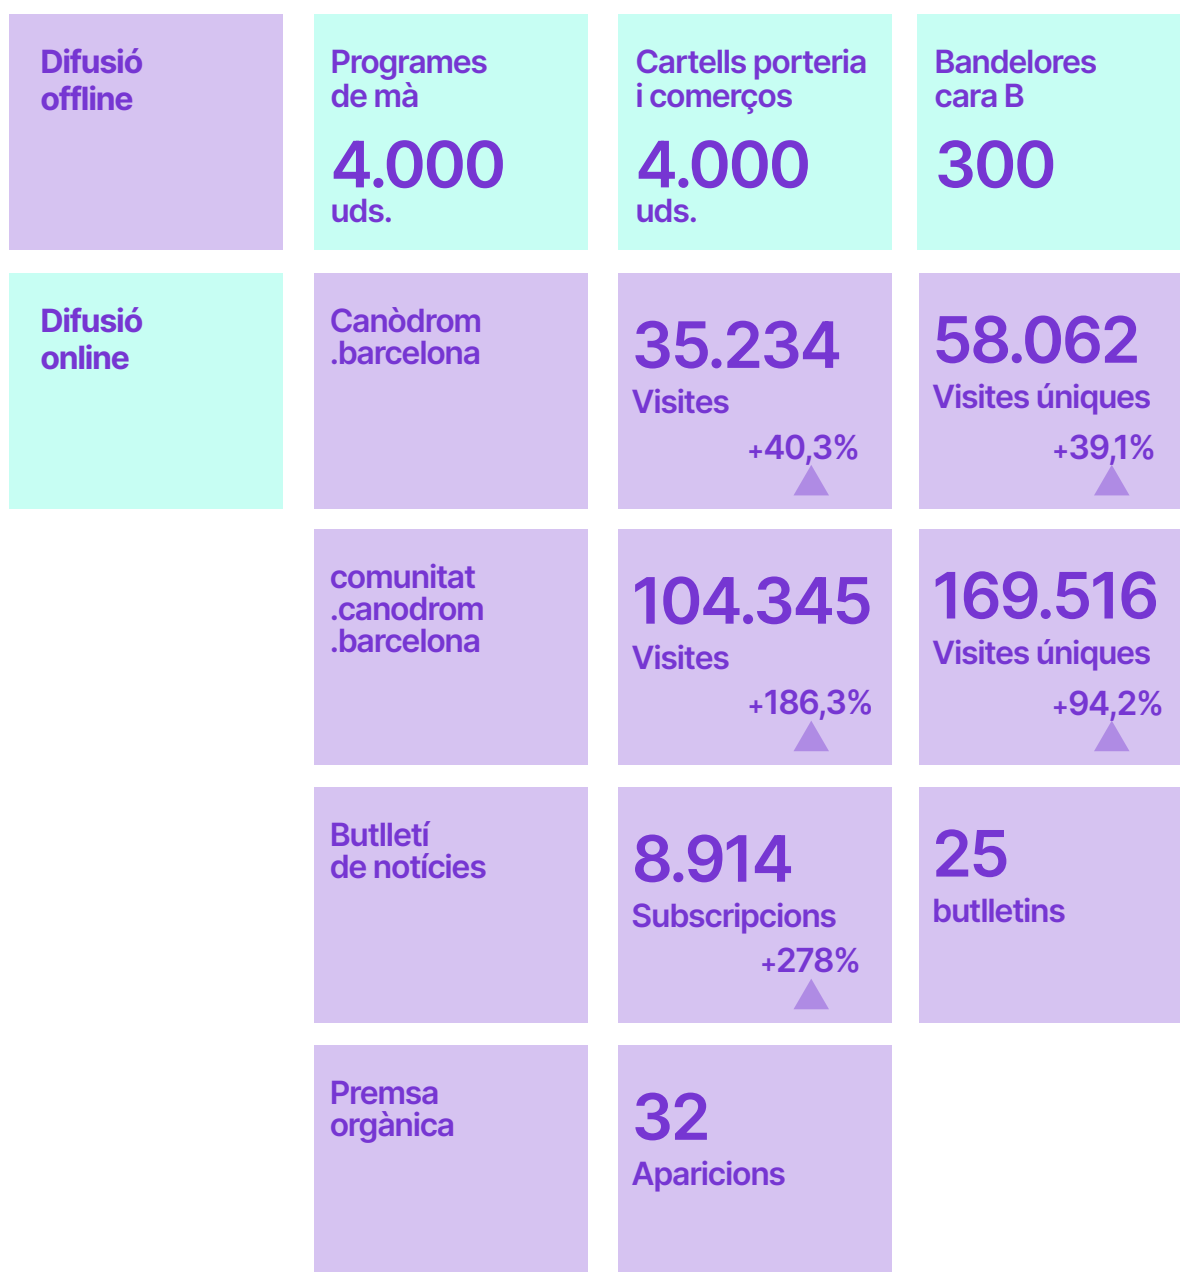 Difusió
offline
Programes
de mà
4.000
uds.
Cartells porteria
i comerços
4.000
uds.
Bandelores
cara B
300
Difusió
online
Canòdrom
.barcelona
35.234
Visites
+40,3%
58.062
Visites úniques
+39,1%
comunitat
.canodrom
.barcelona
104.345
Visites
+186,3%
169.516
Visites úniques
+94,2%
Butlletí
de notícies
8.914
Subscripcions
+278%
25
butlletins
Premsa
orgànica
32
Aparicions